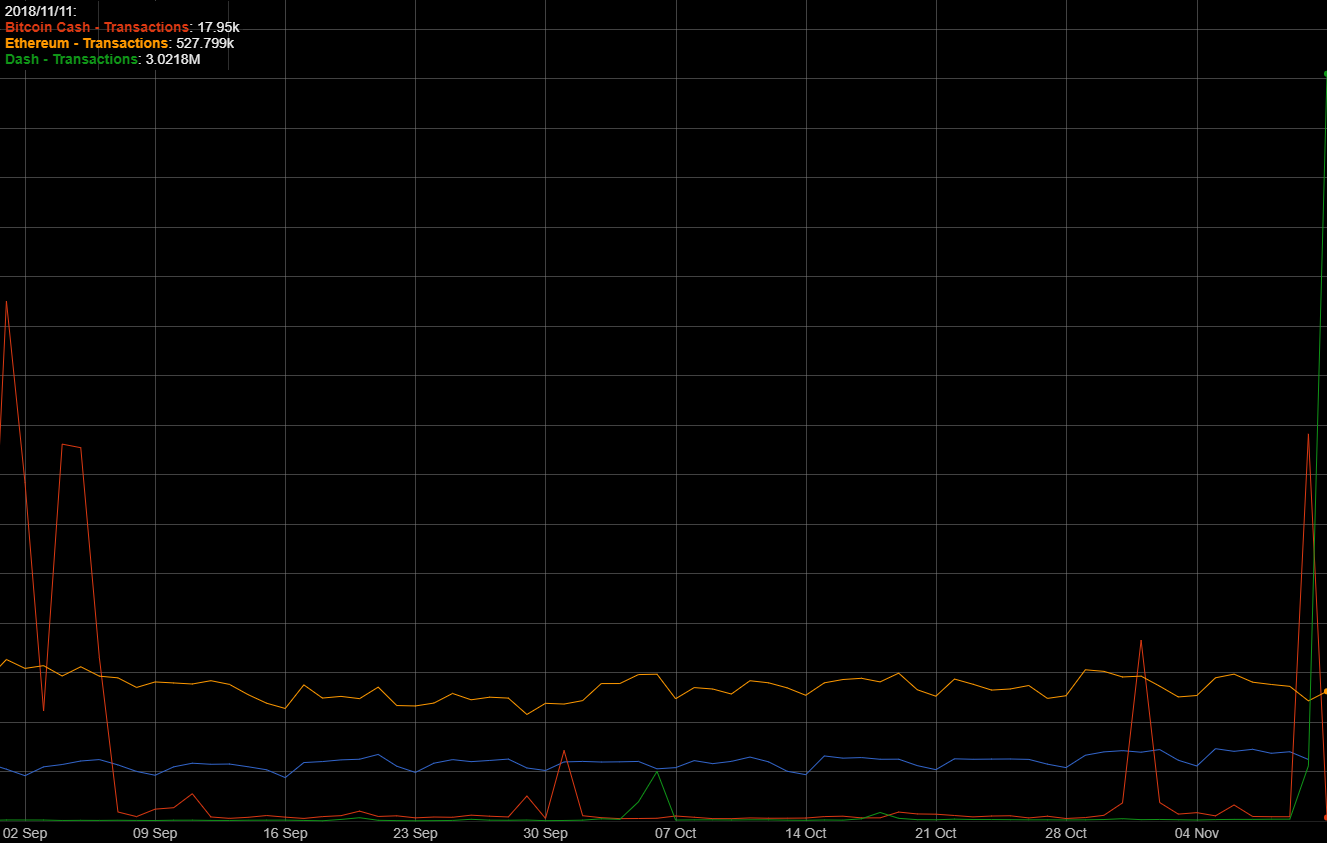 2018/11/11:
Bitcoin Cash - Transactions: 17.95k
Ethereum - Transactions: 527.799k
Dash - Transactions: 3.0218M
02 Sep 09 Sep 16 Sep 23 Sep 30 Sep 07 Oct 14 Oct 21 Oct 28 Oct 04 Nov